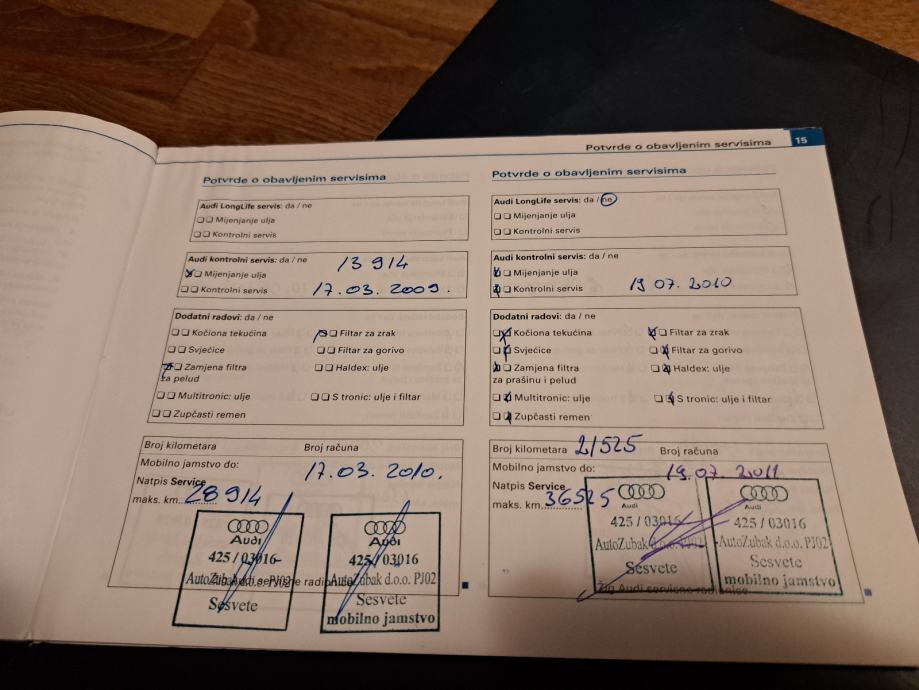 Potvrde o obavljenim servisima 15
Potvrde o obavljenim servisima
Audi LongLife servis: da / ne
Mijenjanje ulja
Kontrolni servis
Audi kontrolni servis: da / ne
13 914
Mijenjanje ulja
Kontrolni servis 17.03. 2009.
Dodatni radovi: da / ne
Kočiona tekućina Filtar za zrak
Svjećice Filtar za gorivo
Zamjena filtra Haldex: ulje
za pelud
Multitronic: ulje S tronic: ulje i filtar
Zupčasti remen
Broj kilometara Broj računa
Mobilno jamstvo do: 17.03. 2010.
Natpis Service
maks. km. 28 914
Audi
425 / 03016
AutoZubak d.o.o. PJ02
Sesvete
Audi
425 / 03016
AutoZubak d.o.o. PJ02
Sesvete
mobilno jamstvo
Potvrde o obavljenim servisima
Audi LongLife servis: da / ne
Mijenjanje ulja
Kontrolni servis
Audi kontrolni servis: da / ne
Mijenjanje ulja
Kontrolni servis 19 07. 2010
Dodatni radovi: da / ne
Kočiona tekućina Filtar za zrak
Svjećice Filtar za gorivo
Zamjena filtra Haldex: ulje
za prašinu i pelud
Multitronic: ulje S tronic: ulje i filtar
Zupčasti remen
Broj kilometara 21525 Broj računa
Mobilno jamstvo do: 19.07. 2011
Natpis Service
maks. km. 36525
Audi
425 / 03016
AutoZubak d.o.o. PJ02
Sesvete
Audi
425 / 03016
AutoZubak d.o.o. PJ02
Sesvete
mobilno jamstvo